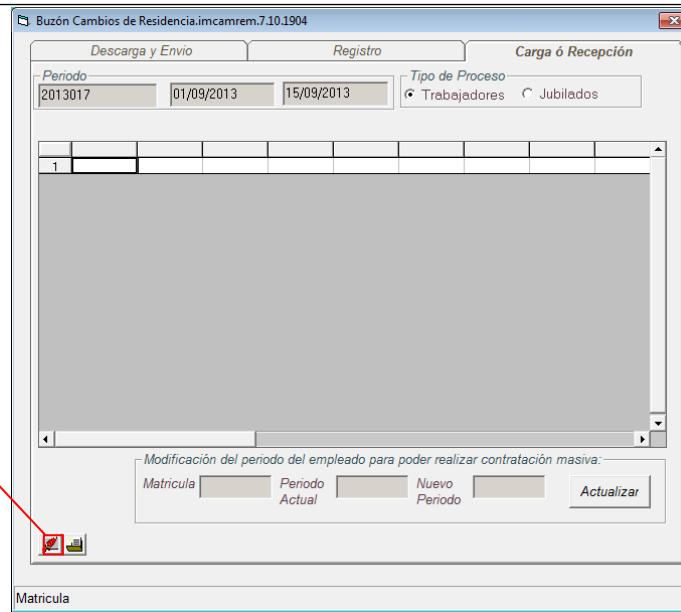 Buzón Cambios de Residencia.imcamrem.7.10.1904
Descarga y Envio Registro Carga ó Recepción
Periodo Tipo de Proceso
2013017 01/09/2013 15/09/2013 Trabajadores Jubilados
1
Modificación del periodo del empleado para poder realizar contratación masiva:
Matricula Periodo Actual Nuevo Periodo Actualizar
Matricula